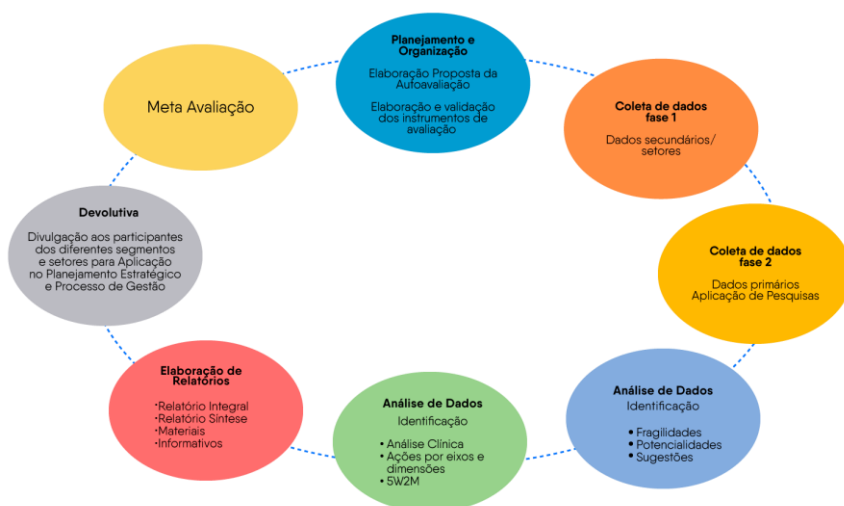 Planejamento e
Organização
Elaboração Proposta da
Autoavaliação
Elaboração e validação
dos instrumentos de
avaliação
Coleta de dados
fase 1
Dados secundários/
setores
Coleta de dados
fase 2
Dados primários
Aplicação de Pesquisas
Análise de Dados
Identificação
• Fragilidades
• Potencialidades
• Sugestões
Análise de Dados
Identificação
• Análise Clínica
• Ações por eixos e
dimensões
• 5W2M
Elaboração de
Relatórios
•Relatório Integral
•Relatório Síntese
•Materiais
•Informativos
Devolutiva
Divulgação aos participantes
dos diferentes segmentos
e setores para Aplicação
no Planejamento Estratégico
e Processo de Gestão
Meta Avaliação